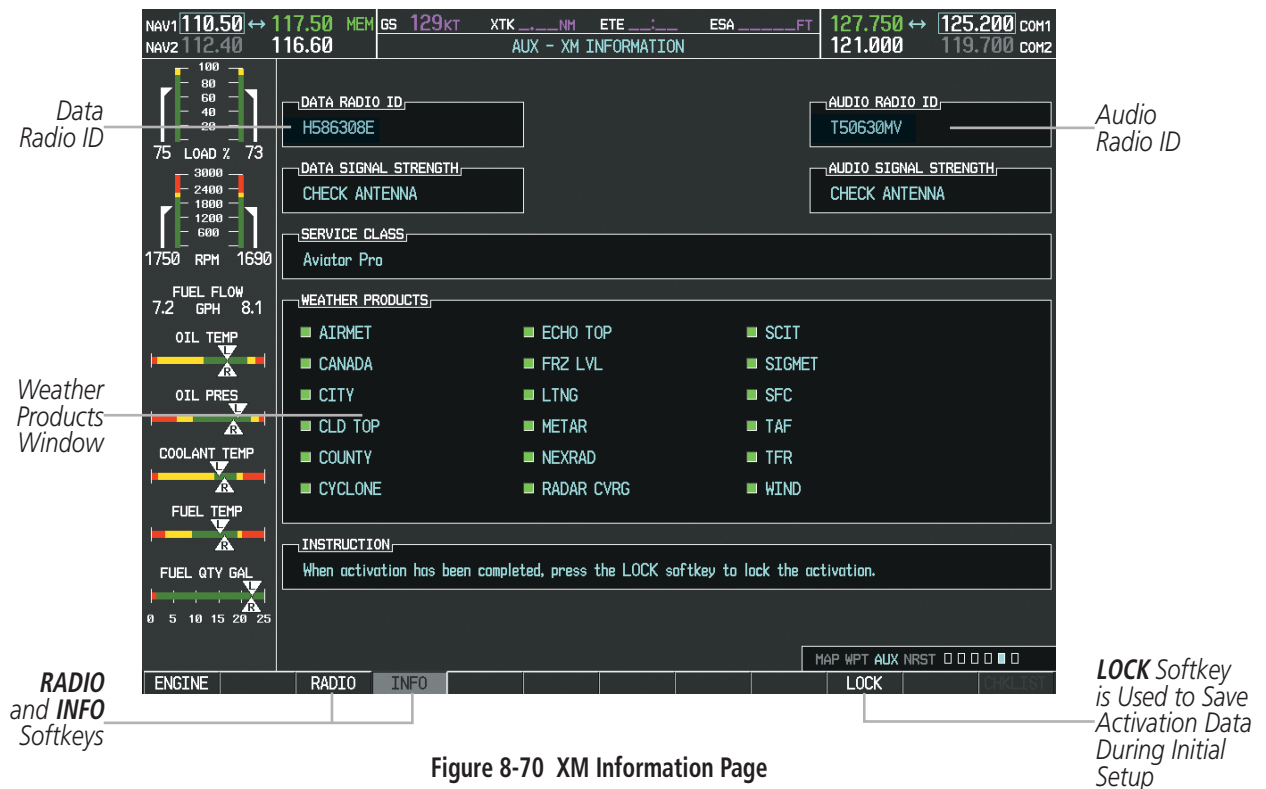 NAV1 110.50 ↔ 117.50 MEM GS 129KT XTK __.__NM ETE __:__ ESA _____FT 127.750 ↔ 125.200 COM1
NAV2 112.40 116.60 AUX - XM INFORMATION 121.000 119.700 COM2
100
80
60
40
20
75 LOAD % 73
3000
2400
1800
1200
600
1750 RPM 1690
FUEL FLOW
7.2 GPH 8.1
OIL TEMP
L
R
OIL PRES
L
R
COOLANT TEMP
L
R
FUEL TEMP
L
R
FUEL QTY GAL
L
R
0 5 10 15 20 25
Data
Radio ID
DATA RADIO ID
H586308E
AUDIO RADIO ID
T50630MV
Audio
Radio ID
DATA SIGNAL STRENGTH
CHECK ANTENNA
AUDIO SIGNAL STRENGTH
CHECK ANTENNA
SERVICE CLASS
Aviator Pro
Weather
Products
Window
WEATHER PRODUCTS
AIRMET ECHO TOP SCIT
CANADA FRZ LVL SIGMET
CITY LTNG SFC
CLD TOP METAR TAF
COUNTY NEXRAD TFR
CYCLONE RADAR CVRG WIND
INSTRUCTION
When activation has been completed, press the LOCK softkey to lock the activation.
MAP WPT AUX NRST
ENGINE RADIO INFO LOCK CHKLIST
RADIO
and INFO
Softkeys
LOCK Softkey
is Used to Save
Activation Data
During Initial
Setup
Figure 8-70 XM Information Page